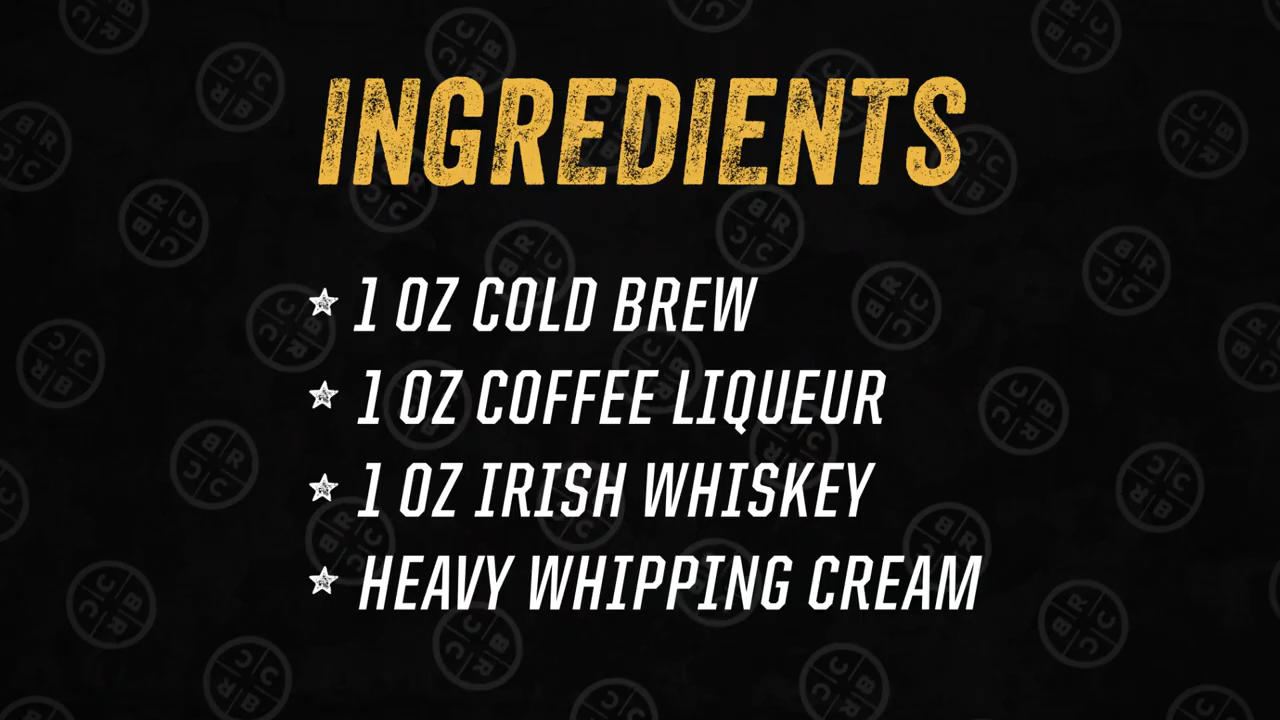 INGREDIENTS
1 OZ COLD BREW
1 OZ COFFEE LIQUEUR
1 OZ IRISH WHISKEY
HEAVY WHIPPING CREAM